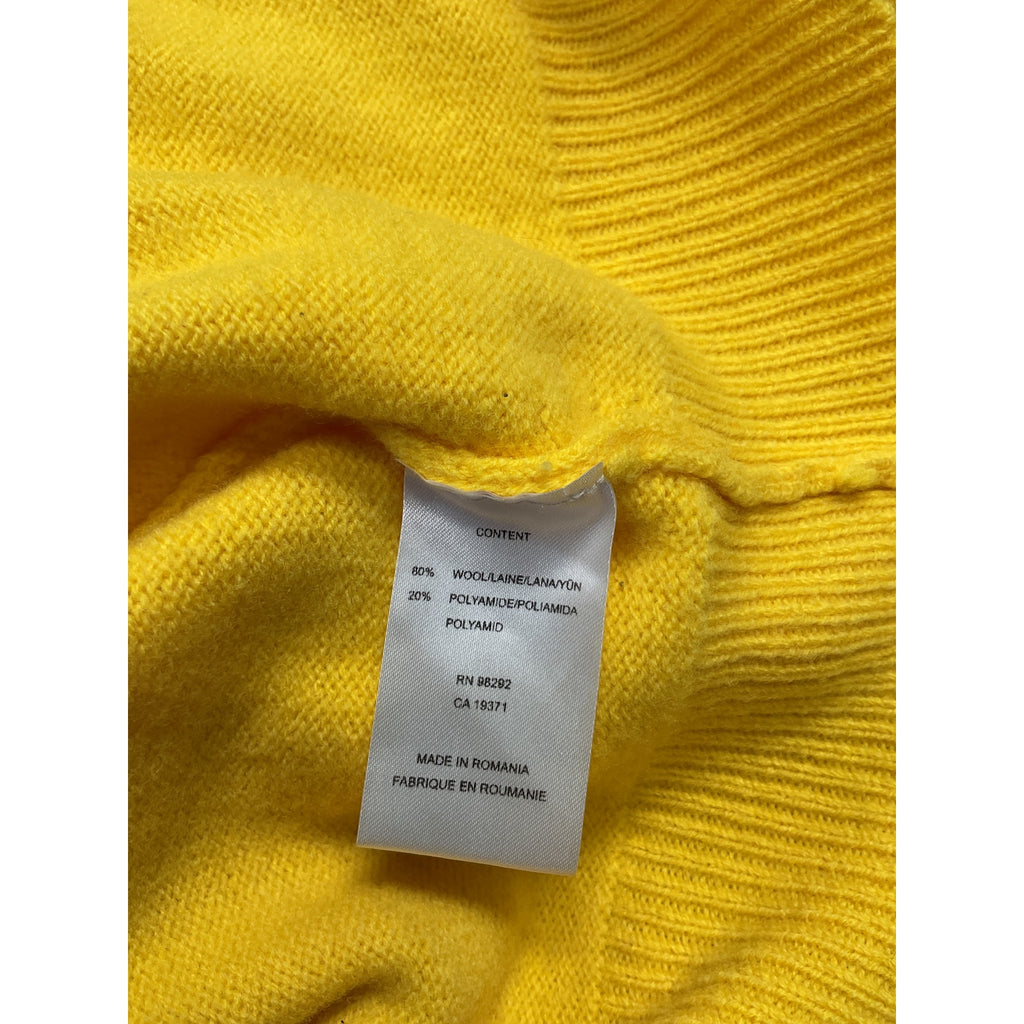 CONTENT
80% WOOL/LAINE/LANA/YÜN
20% POLYAMIDE/POLIAMIDA
POLYAMID
RN 98292
CA 19371
MADE IN ROMANIA
FABRIQUE EN ROUMANIE